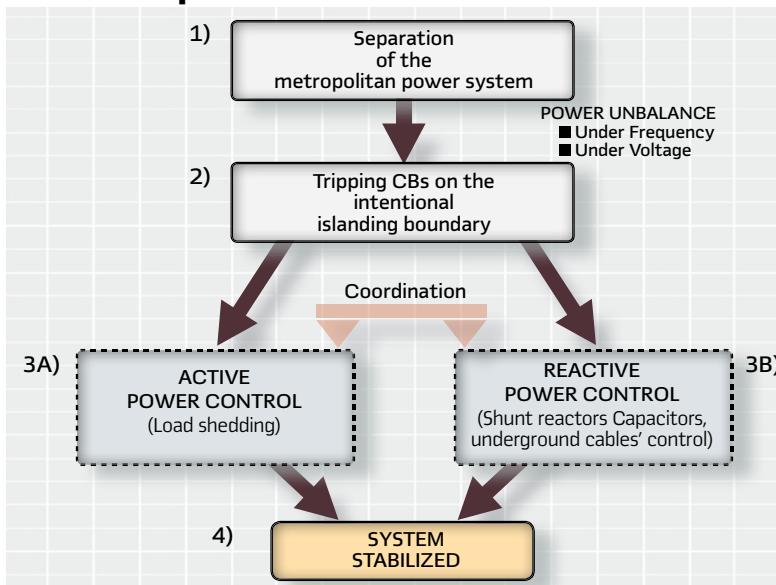 1)
Separation
of the
metropolitan power system
POWER UNBALANCE
■ Under Frequency
■ Under Voltage
2)
Tripping CBs on the
intentional
islanding boundary
Coordination
3A)
ACTIVE
POWER CONTROL
(Load shedding)
REACTIVE
POWER CONTROL
(Shunt reactors Capacitors,
underground cables' control)
3B)
4)
SYSTEM
STABILIZED